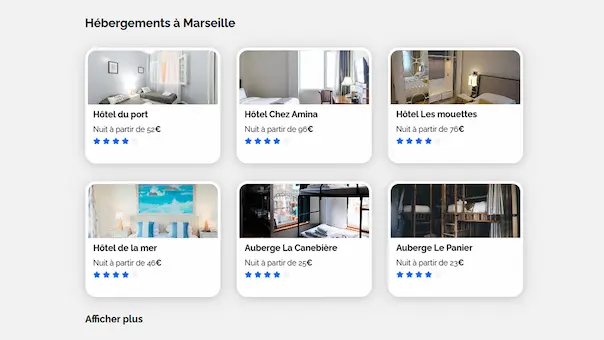 Hébergements à Marseille
Hôtel du port
Nuit à partir de 52€
Hôtel Chez Amina
Nuit à partir de 96€
Hôtel Les mouettes
Nuit à partir de 76€
Hôtel de la mer
Nuit à partir de 46€
Auberge La Canebière
Nuit à partir de 25€
Auberge Le Panier
Nuit à partir de 23€
Afficher plus